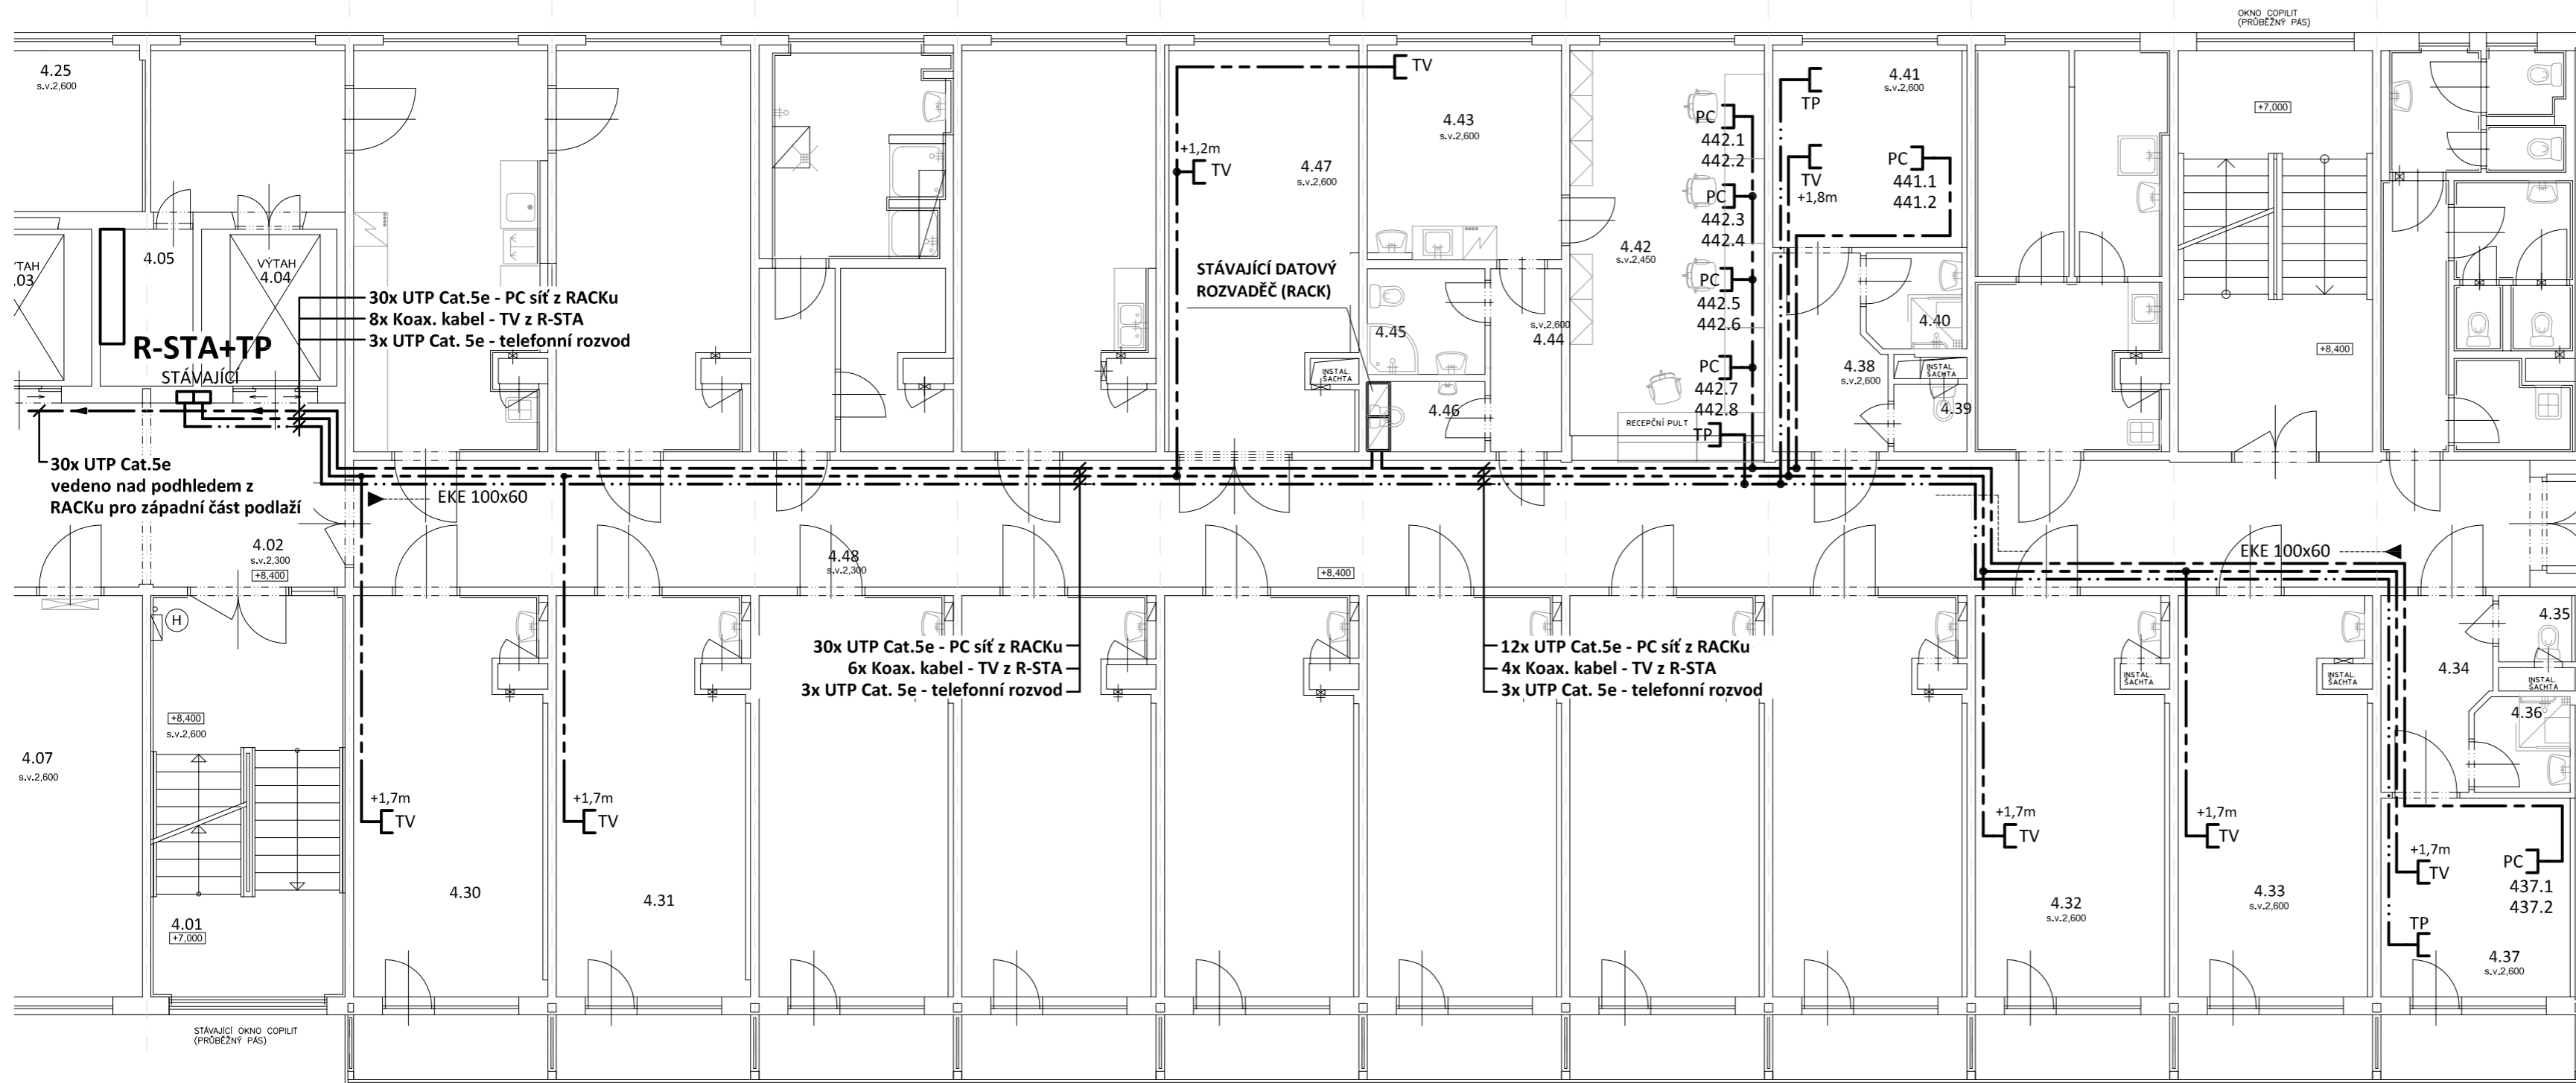 OKNO COPILIT
(PRŮBĚŽNÝ PÁS)
4.25
s.v.2,600
TV
4.43
s.v.2,600
4.41
s.v.2,600
TP
+7,000
PC
442.1
442.2
+1,2m
TV
4.47
s.v.2,600
TV
+1,8m
PC
441.1
441.2
PC
442.3
442.4
4.05
VÝTAH
4.04
ÝTAH
.03
STÁVAJÍCÍ DATOVÝ
ROZVADĚČ (RACK)
4.42
s.v.2,450
PC
442.5
442.6
30x UTP Cat.5e - PC síť z RACKu
8x Koax. kabel - TV z R-STA
3x UTP Cat. 5e - telefonní rozvod
R-STA+TP
STÁVAJÍCÍ
4.45
s.v.2,600
4.44
4.40
+8,400
INSTAL.
ŠACHTA
PC
442.7
442.8
4.38
s.v.2,600
INSTAL.
ŠACHTA
4.46
4.39
RECEPČNÍ PULT
TP
30x UTP Cat.5e
vedeno nad podhledem z
RACKu pro západní část podlaží
EKE 100x60
4.02
s.v.2,300
+8,400
4.48
s.v.2,300
+8,400
EKE 100x60
H
4.35
30x UTP Cat.5e - PC síť z RACKu
6x Koax. kabel - TV z R-STA
3x UTP Cat. 5e - telefonní rozvod
12x UTP Cat.5e - PC síť z RACKu
4x Koax. kabel - TV z R-STA
3x UTP Cat. 5e - telefonní rozvod
INSTAL.
ŠACHTA
INSTAL.
ŠACHTA
4.34
INSTAL.
ŠACHTA
4.36
+8,400
s.v.2,600
4.07
s.v.2,600
+1,7m
TV
+1,7m
TV
+1,7m
TV
+1,7m
TV
+1,7m
TV
PC
437.1
437.2
4.30
4.31
4.32
s.v.2,600
4.33
s.v.2,600
4.01
+7,000
TP
4.37
s.v.2,600
STÁVAJÍCÍ OKNO COPILIT
(PRŮBĚŽNÝ PÁS)